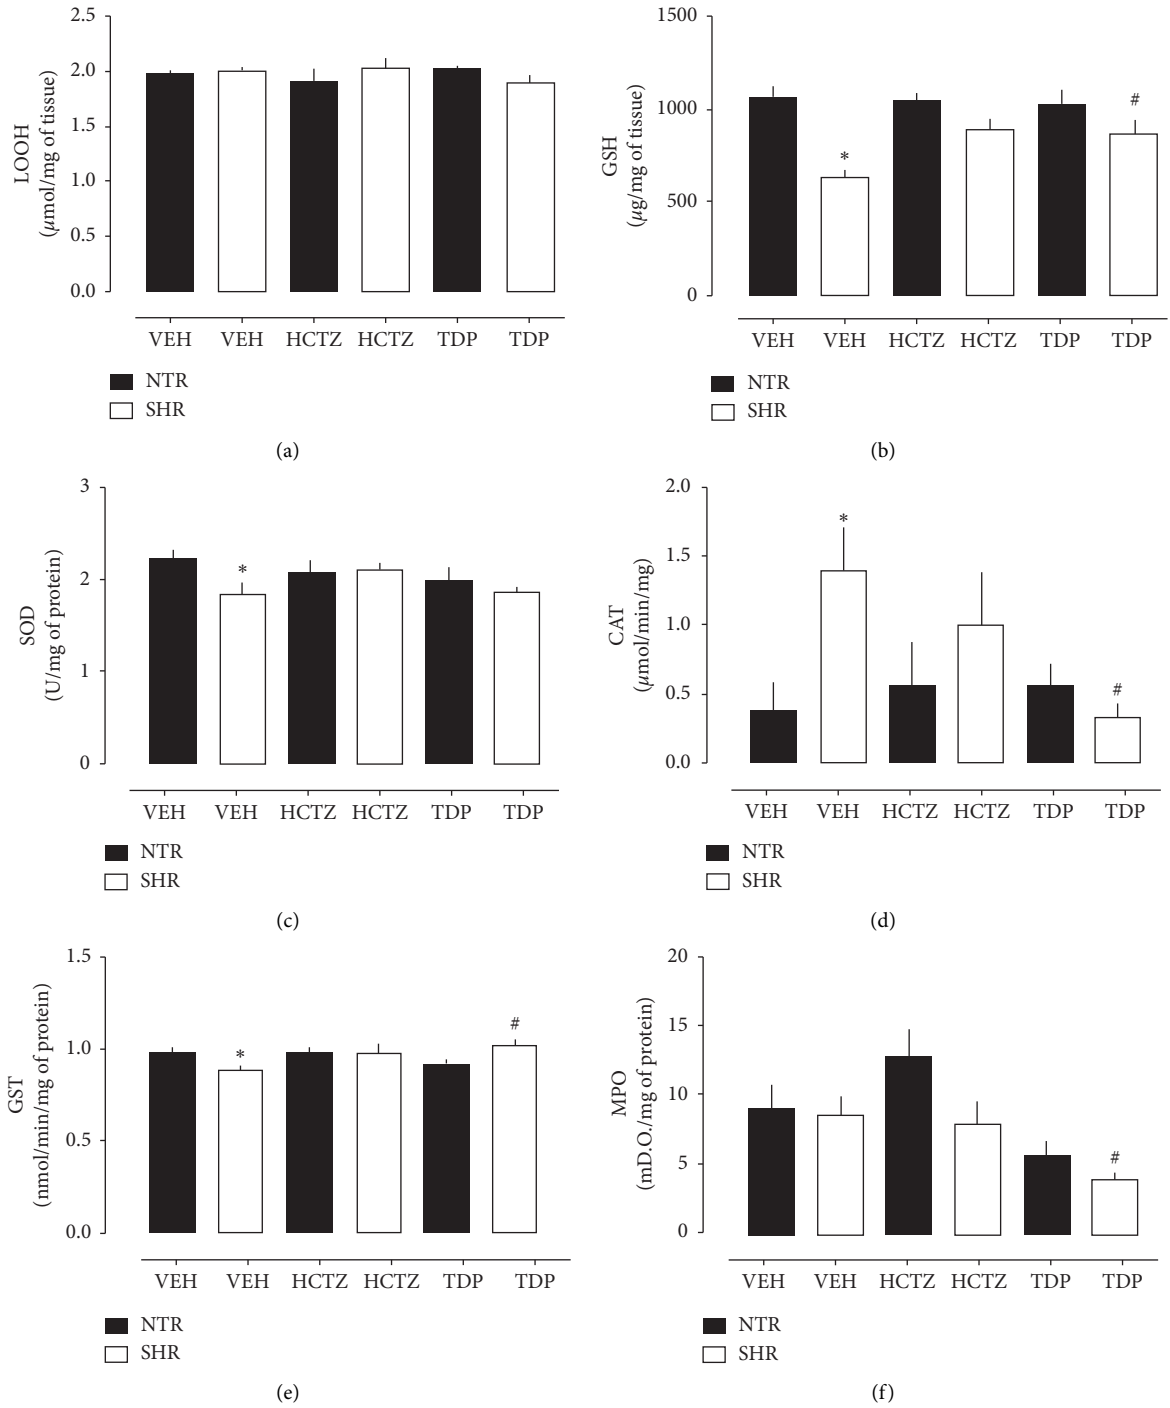 2.5
2.0
1.5
1.0
0.5
0.0
LOOH
(μmol/mg of tissue)
VEH VEH HCTZ HCTZ TDP TDP
NTR
SHR
(a)
1500
1000
500
0
GSH
(μg/mg of tissue)
*
#
VEH VEH HCTZ HCTZ TDP TDP
NTR
SHR
(b)
3
2
1
0
SOD
(U/mg of protein)
*
VEH VEH HCTZ HCTZ TDP TDP
NTR
SHR
(c)
2.0
1.5
1.0
0.5
0.0
CAT
(μmol/min/mg)
*
#
VEH VEH HCTZ HCTZ TDP TDP
NTR
SHR
(d)
1.5
1.0
0.5
0.0
GST
(nmol/min/mg of protein)
*
#
VEH VEH HCTZ HCTZ TDP TDP
NTR
SHR
(e)
20
15
10
5
0
MPO
(mD.O./mg of protein)
#
VEH VEH HCTZ HCTZ TDP TDP
NTR
SHR
(f)